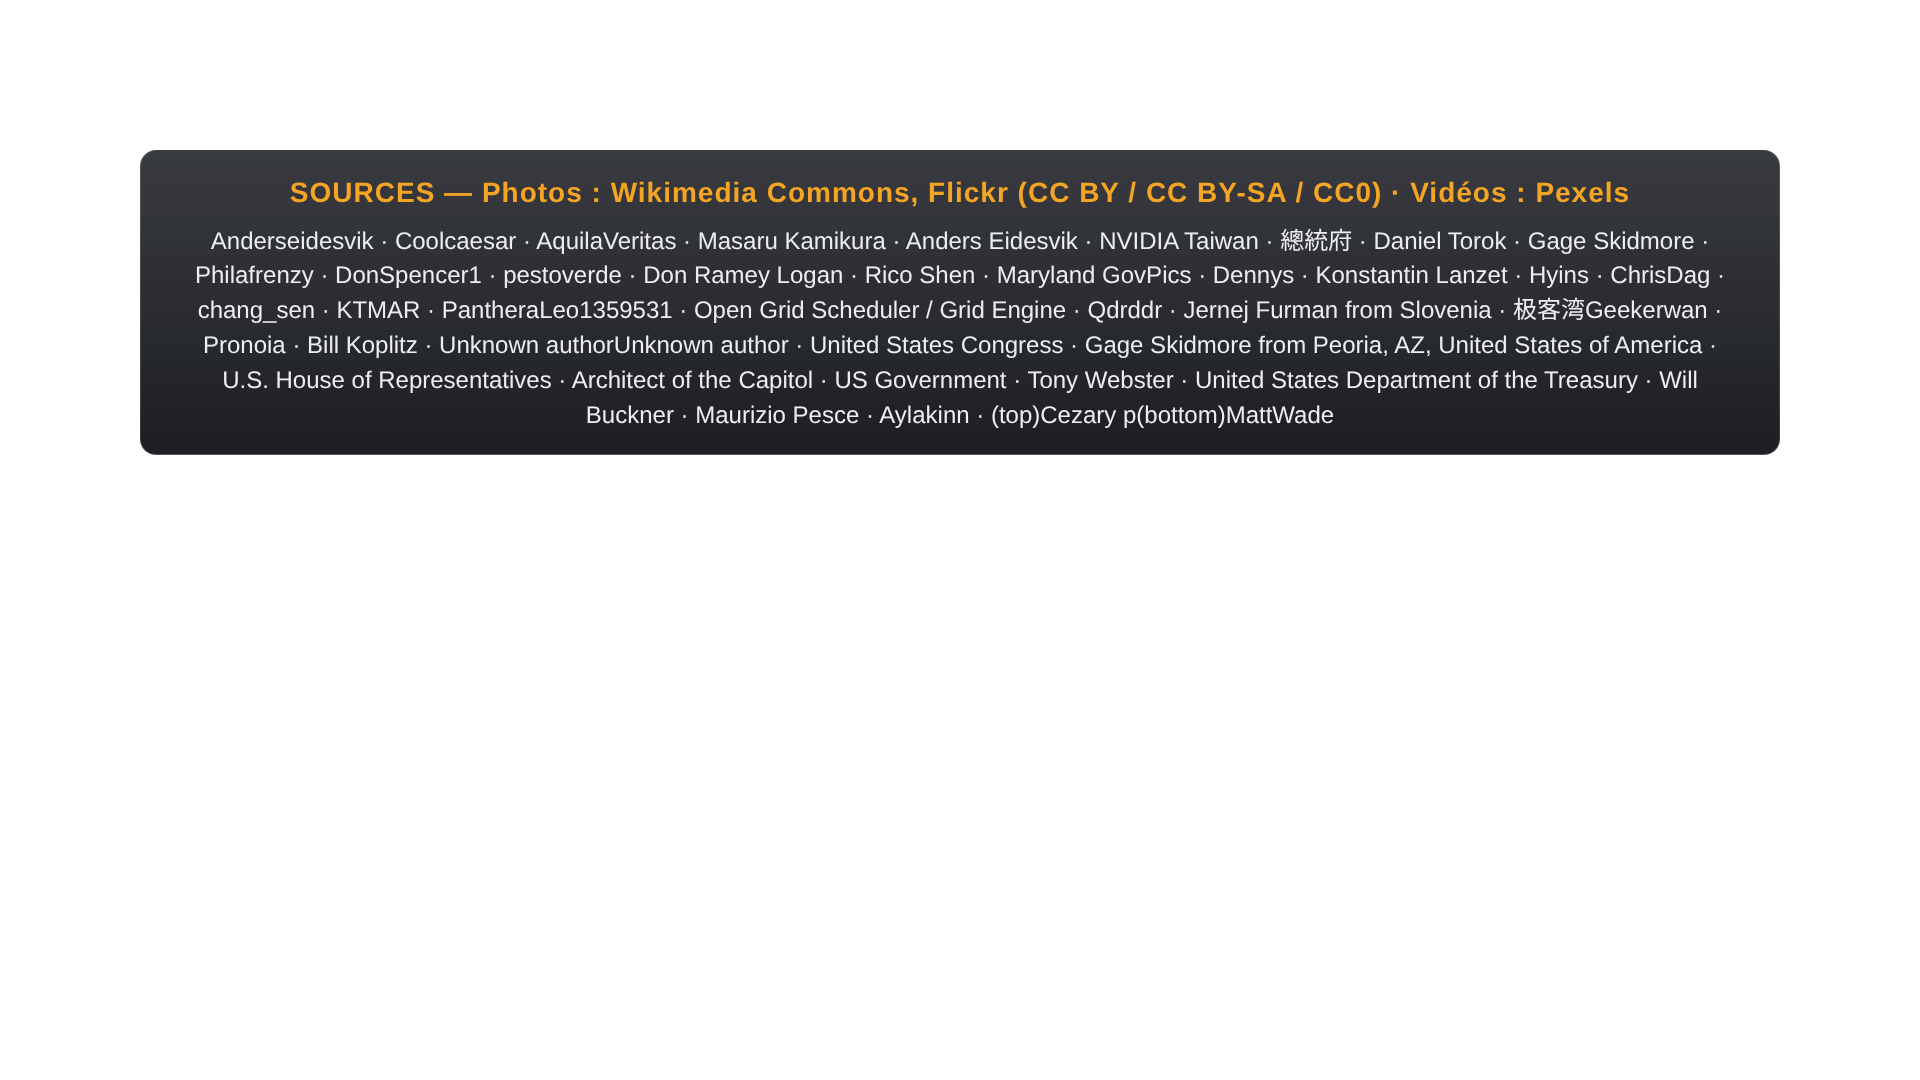 SOURCES — Photos : Wikimedia Commons, Flickr (CC BY / CC BY-SA / CC0) · Vidéos : Pexels
Anderseidesvik · Coolcaesar · AquilaVeritas · Masaru Kamikura · Anders Eidesvik · NVIDIA Taiwan · 總統府 · Daniel Torok · Gage Skidmore ·
Philafrenzy · DonSpencer1 · pestoverde · Don Ramey Logan · Rico Shen · Maryland GovPics · Dennys · Konstantin Lanzet · Hyins · ChrisDag ·
chang_sen · KTMAR · PantheraLeo1359531 · Open Grid Scheduler / Grid Engine · Qdrddr · Jernej Furman from Slovenia · 极客湾Geekerwan ·
Pronoia · Bill Koplitz · Unknown authorUnknown author · United States Congress · Gage Skidmore from Peoria, AZ, United States of America ·
U.S. House of Representatives · Architect of the Capitol · US Government · Tony Webster · United States Department of the Treasury · Will
Buckner · Maurizio Pesce · Aylakinn · (top)Cezary p(bottom)MattWade